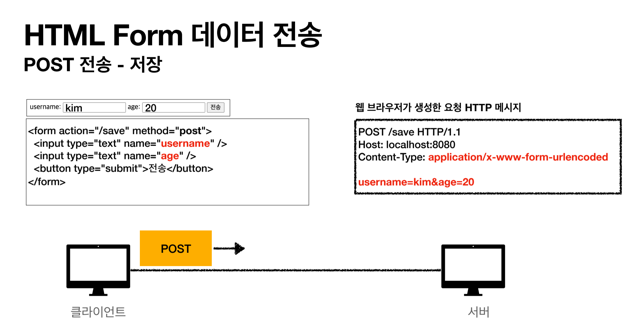 HTML Form 데이터 전송
POST 전송 - 저장
username: kim age: 20 전송
<form action="/save" method="post">
<input type="text" name="username" />
<input type="text" name="age" />
<button type="submit">전송</button>
</form>
웹 브라우저가 생성한 요청 HTTP 메시지
POST /save HTTP/1.1
Host: localhost:8080
Content-Type: application/x-www-form-urlencoded
username=kim&age=20
POST
클라이언트
서버